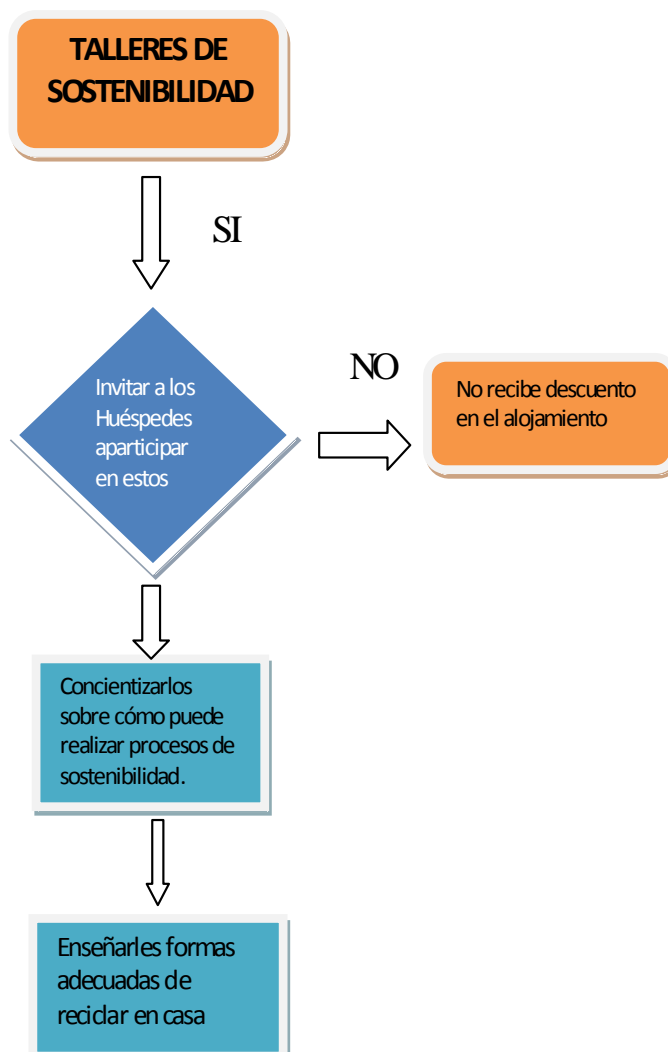 TALLERES DE
SOSTENIBILIDAD
SI
Invitar a los
Huéspedes
aparticipar
en estos
NO
No recibe descuento
en el alojamiento
Concientizarlos
sobre cómo puede
realizar procesos de
sostenibilidad.
Enseñarles formas
adecuadas de
reciclar en casa